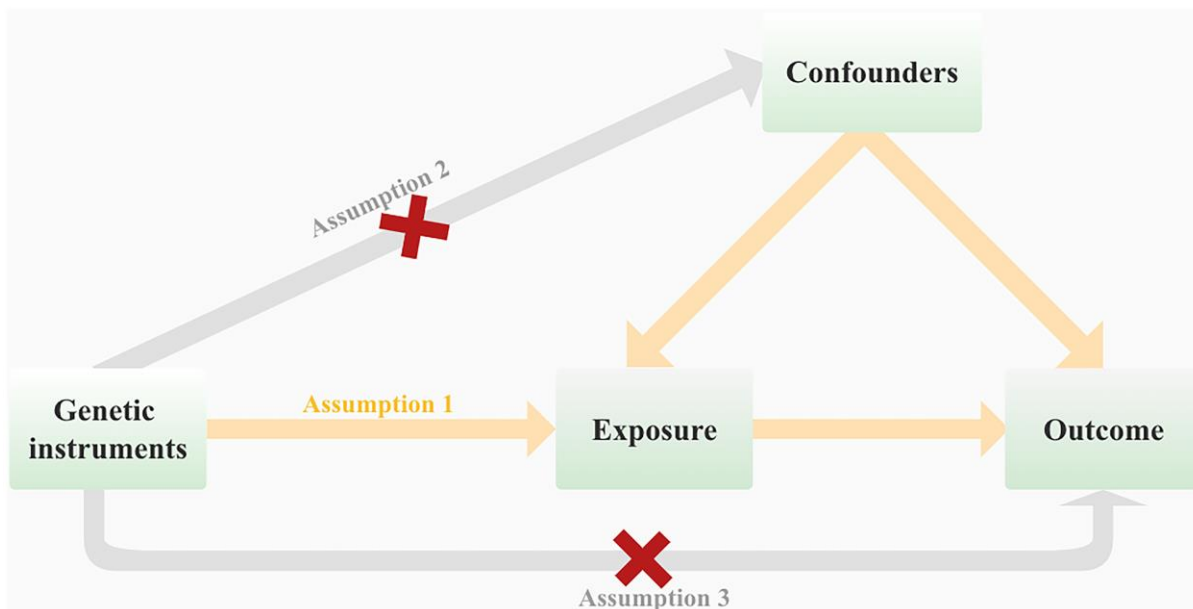 Confounders
Assumption 2
Assumption 1
Genetic
instruments
Exposure
Outcome
Assumption 3